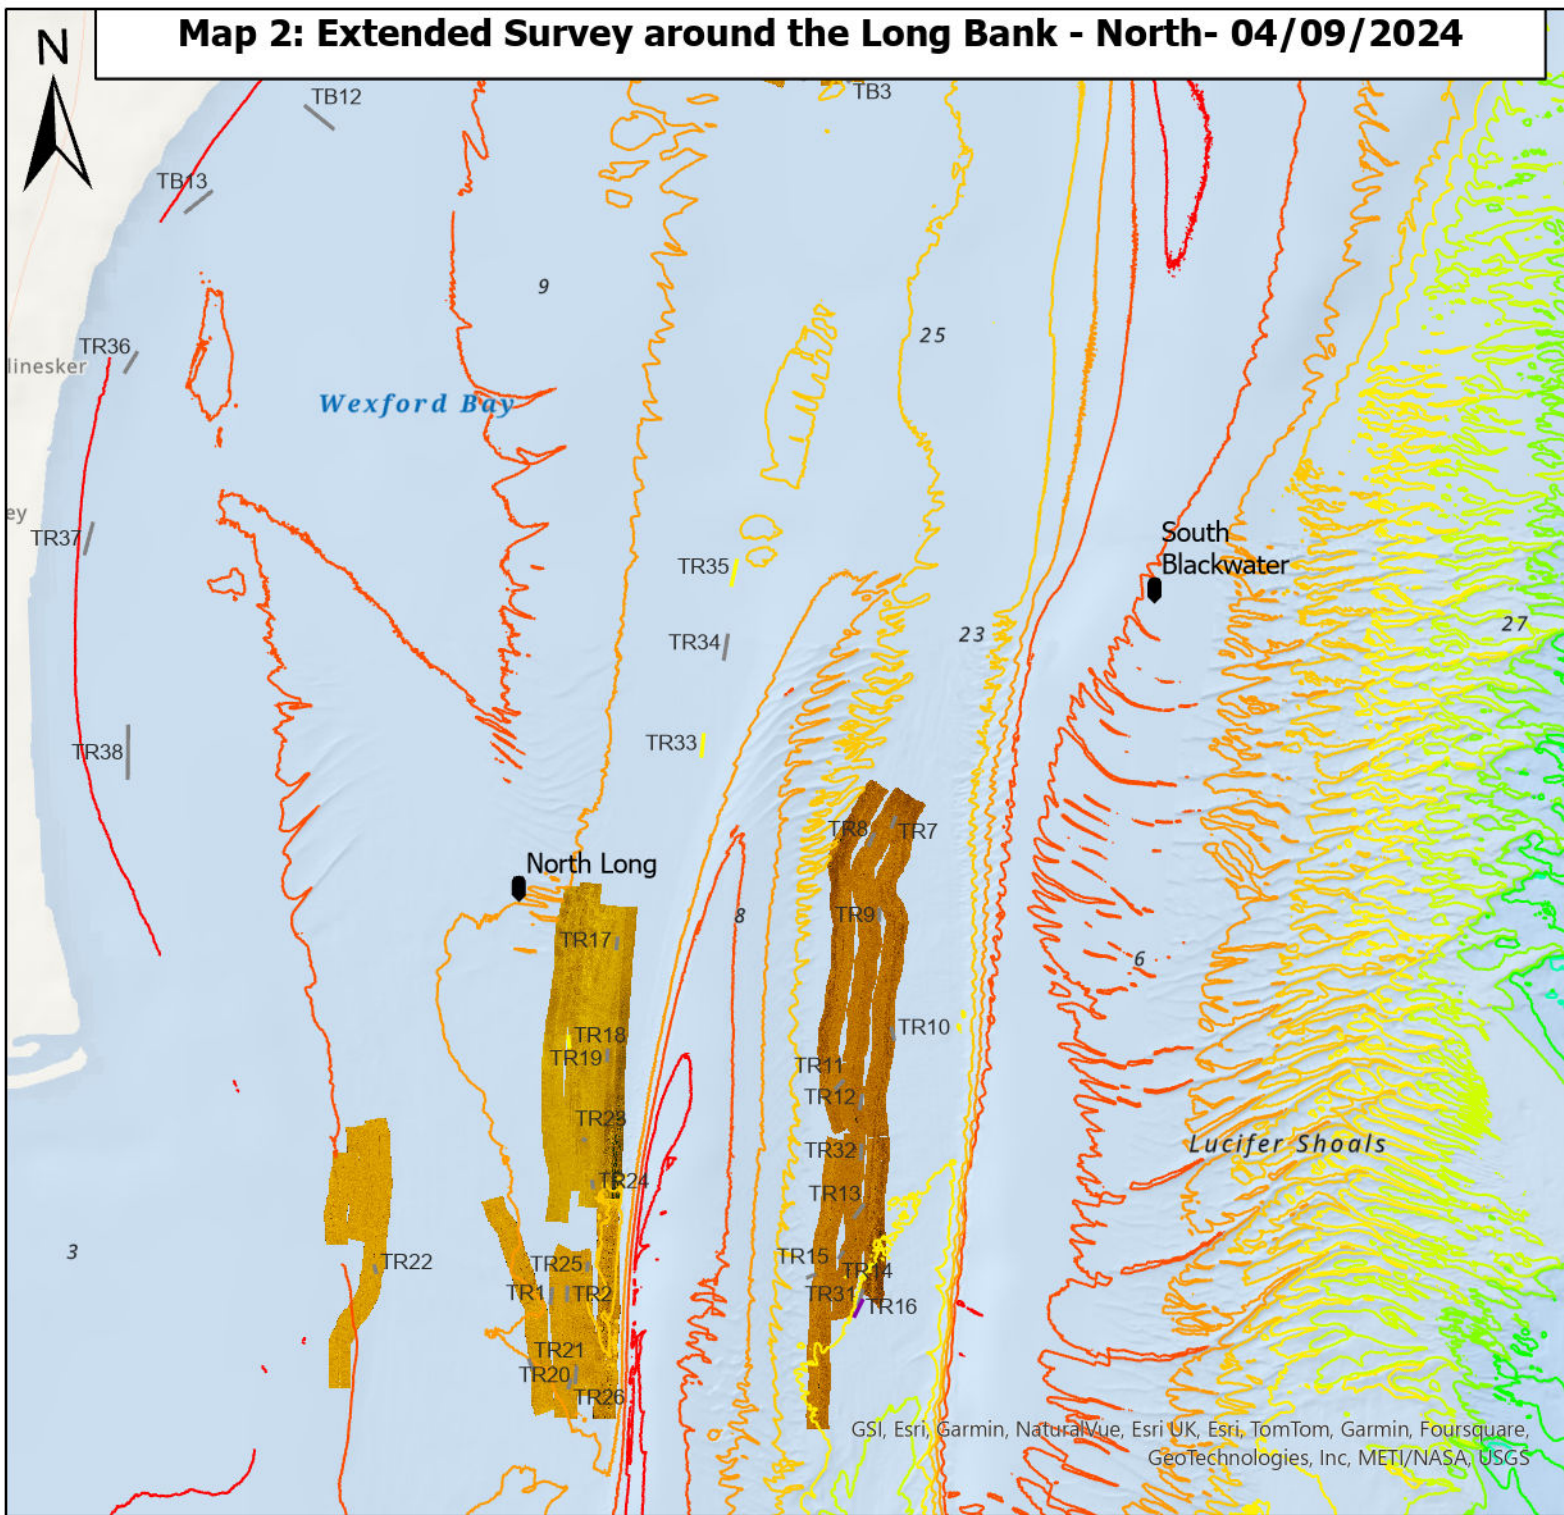 Map 2: Extended Survey around the Long Bank - North- 04/09/2024
N
TB3
TB12
TB13
9
25
TR36
linesker
Wexford Bay
ey
TR37
South
Blackwater
TR35
27
23
TR34
TR33
TR38
TR8
TR7
North Long
TR9
8
TR17
6
TR10
TR18
TR19
TR11
TR12
TR23
Lucifer Shoals
TR32
TR24
TR13
3
TR22
TR25
TR15
TR14
TR1
TR2
TR31
TR16
TR21
TR20
TR26
GSI, Esri, Garmin, NaturalVue, Esri UK, Esri, TomTom, Garmin, Foursquare,
GeoTechnologies, Inc, METI/NASA, USGS